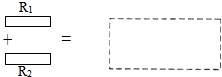 R₁
+ =
R₂